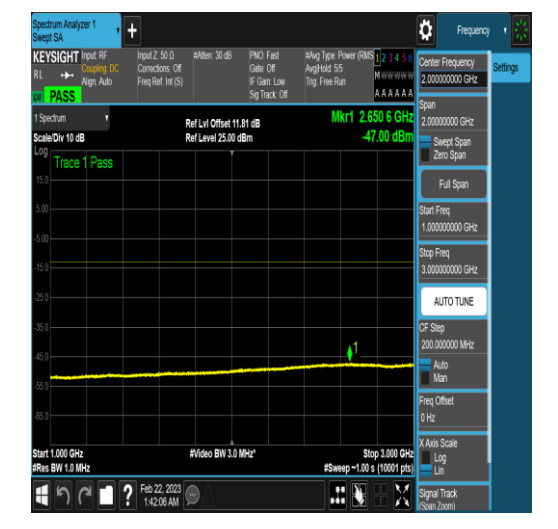 Spectrum Analyzer 1
Swept SA
Frequency
KEYSIGHT
Input: RF
Coupling: DC
Align: Auto
RL
PASS
Input Z: 50 Ω
Corrections: Off
Freq Ref: Int (S)
#Atten: 30 dB
PNO: Fast
Gate: Off
IF Gain: Low
Sig Track: Off
#Avg Type: Power (RMS
Avg|Hold: 5/5
Trig: Free Run
1 2 3 4 5 6
M W W W W W
A A A A A A
Center Frequency
2.000000000 GHz
Settings
Span
2.00000000 GHz
Swept Span
Zero Span
Full Span
Start Freq
1.000000000 GHz
Stop Freq
3.000000000 GHz
AUTO TUNE
CF Step
200.000000 MHz
Auto
Man
Freq Offset
0 Hz
X Axis Scale
Log
Lin
Signal Track
(Span Zoom)
1 Spectrum
Scale/Div 10 dB
Ref Lvl Offset 11.81 dB
Ref Level 25.00 dBm
Mkr1 2.650 6 GHz
-47.00 dBm
Log
Trace 1 Pass
15.0
5.00
-5.00
-15.0
-25.0
-35.0
-45.0
-55.0
-65.0
1
Start 1.000 GHz
#Res BW 1.0 MHz
#Video BW 3.0 MHz*
Stop 3.000 GHz
#Sweep ~1.00 s (10001 pts)
?
Feb 22, 2023
1:42:06 AM